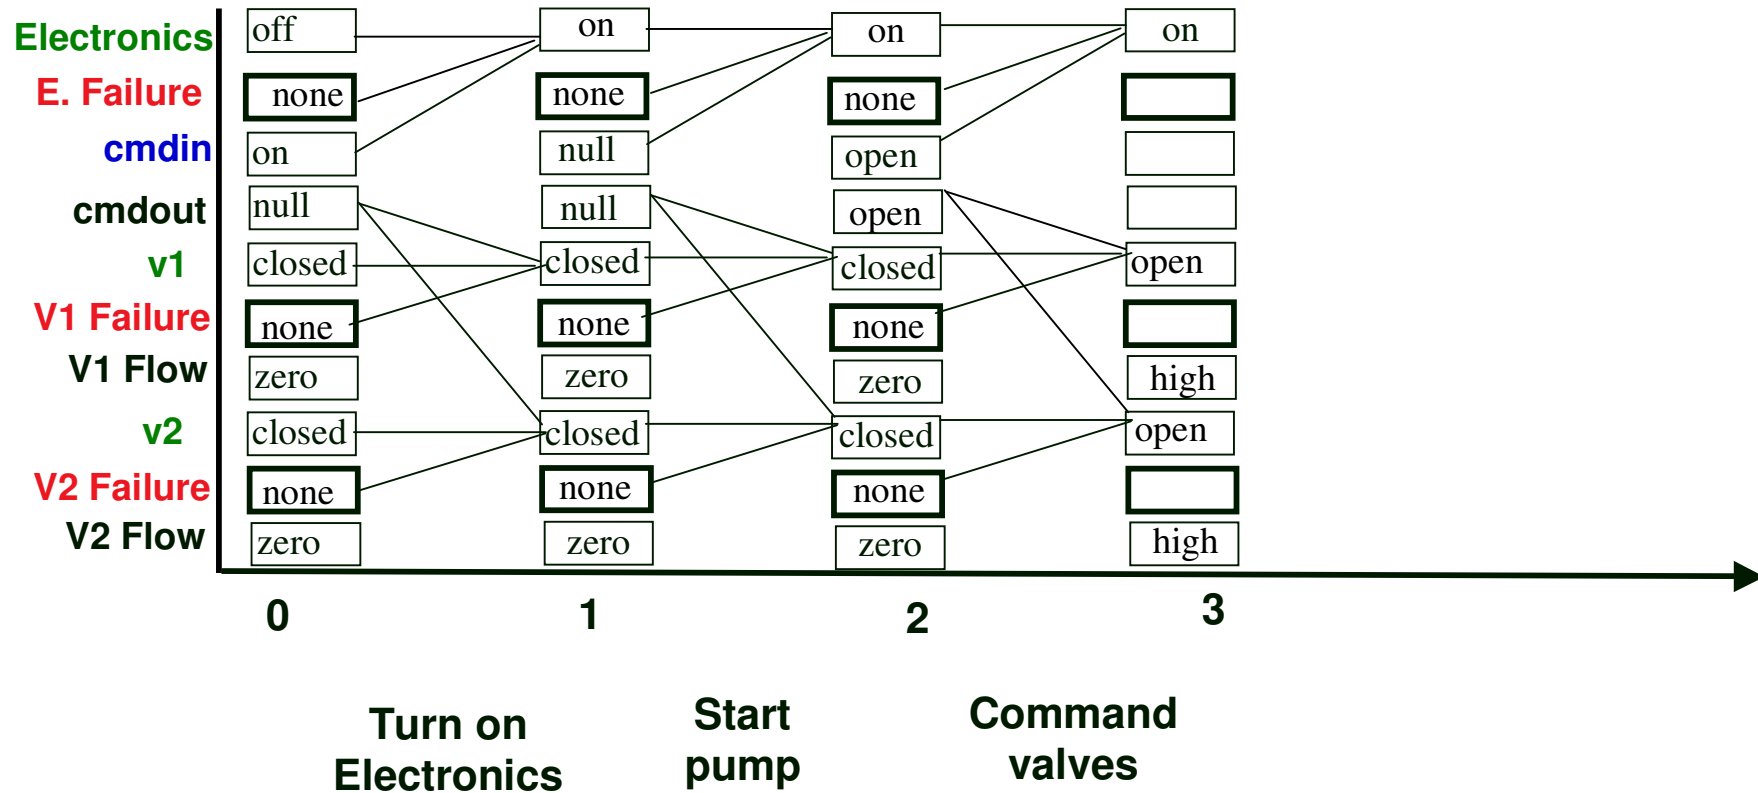 Electronics off on on on
E. Failure none none none
cmdin on null open
cmdout null null open
v1 closed closed closed open
V1 Failure none none none
V1 Flow zero zero zero high
v2 closed closed closed open
V2 Failure none none none
V2 Flow zero zero zero high
0 1 2 3
Turn on Start Command
Electronics pump valves